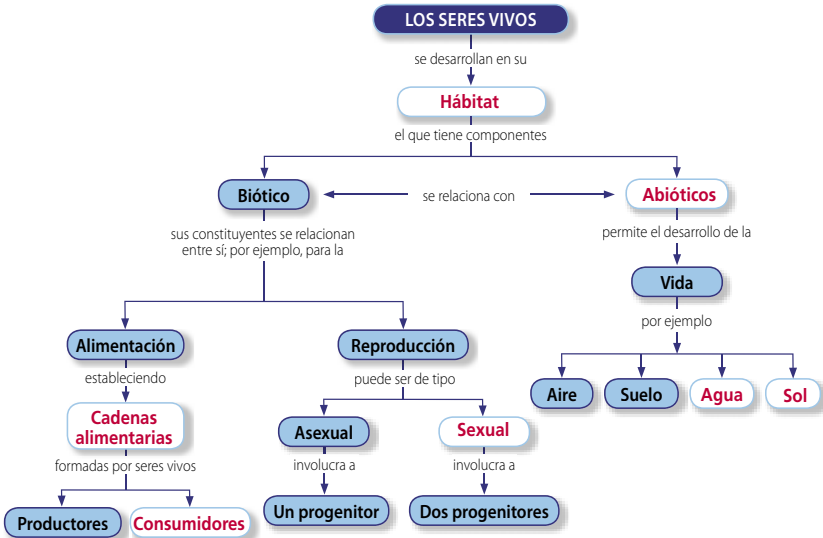 LOS SERES VIVOS
se desarrollan en su
Hábitat
el que tiene componentes
Biótico
se relaciona con
Abióticos
sus constituyentes se relacionan
entre sí; por ejemplo, para la
permite el desarrollo de la
Vida
por ejemplo
Alimentación
Reproducción
estableciendo
puede ser de tipo
Aire
Suelo
Agua
Sol
Cadenas
alimentarias
Asexual
Sexual
formadas por seres vivos
involucra a
involucra a
Productores
Consumidores
Un progenitor
Dos progenitores